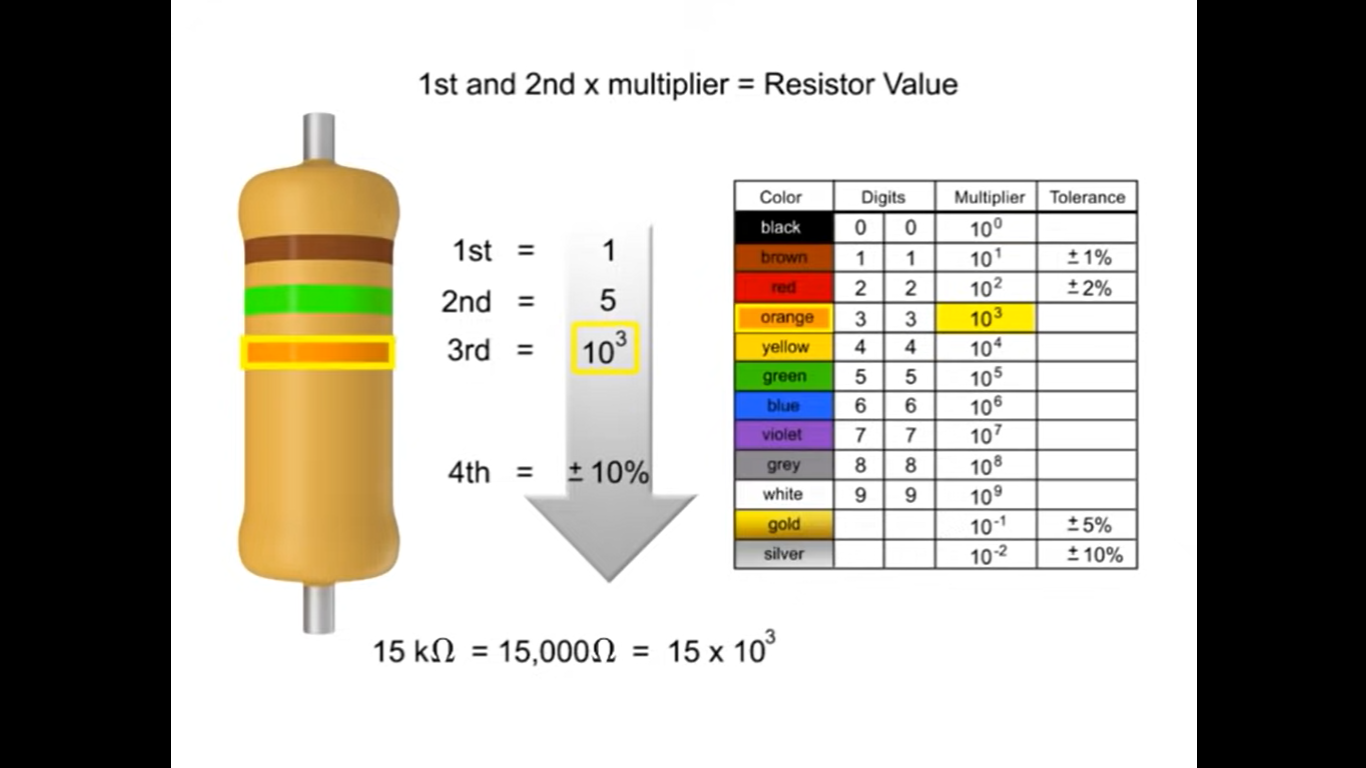 1st and 2nd x multiplier = Resistor Value
1st = 1
2nd = 5
3rd = 10³
4th = ± 10%
Color Digits Multiplier Tolerance
black 0 0 10⁰
brown 1 1 10¹ ± 1%
red 2 2 10² ± 2%
orange 3 3 10³
yellow 4 4 10⁴
green 5 5 10⁵
blue 6 6 10⁶
violet 7 7 10⁷
grey 8 8 10⁸
white 9 9 10⁹
gold 10⁻¹ ± 5%
silver 10⁻² ± 10%
15 kΩ = 15,000Ω = 15 x 10³